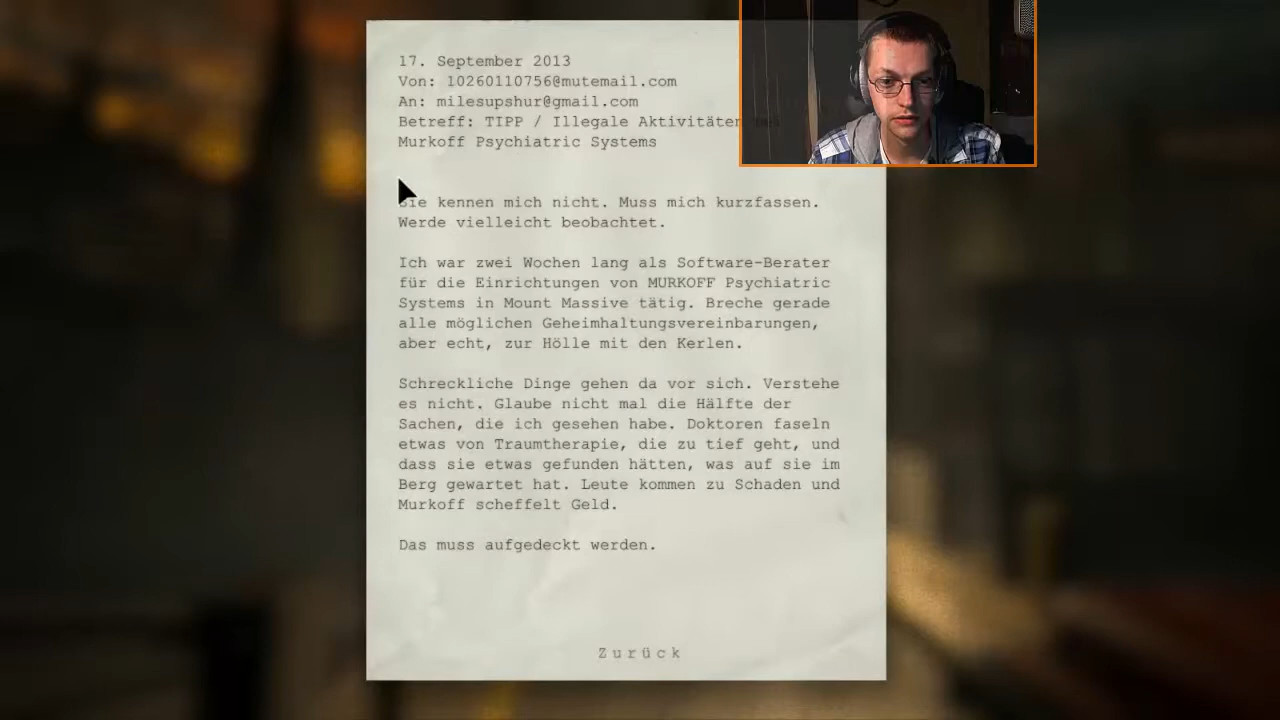 17. September 2013
Von: 10260110756@mutemail.com
An: milesupshur@gmail.com
Betreff: TIPP / Illegale Aktivitäten
Murkoff Psychiatric Systems
Sie kennen mich nicht. Muss mich kurzfassen.
Werde vielleicht beobachtet.
Ich war zwei Wochen lang als Software-Berater
für die Einrichtungen von MURKOFF Psychiatric
Systems in Mount Massive tätig. Breche gerade
alle möglichen Geheimhaltungsvereinbarungen,
aber echt, zur Hölle mit den Kerlen.
Schreckliche Dinge gehen da vor sich. Verstehe
es nicht. Glaube nicht mal die Hälfte der
Sachen, die ich gesehen habe. Doktoren faseln
etwas von Traumtherapie, die zu tief geht, und
dass sie etwas gefunden hätten, was auf sie im
Berg gewartet hat. Leute kommen zu Schaden und
Murkoff scheffelt Geld.
Das muss aufgedeckt werden.
Zurück